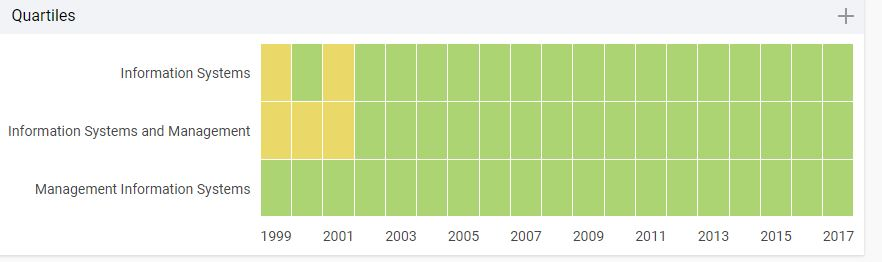 Quartiles
Information Systems
Information Systems and Management
Management Information Systems
1999 2001 2003 2005 2007 2009 2011 2013 2015 2017